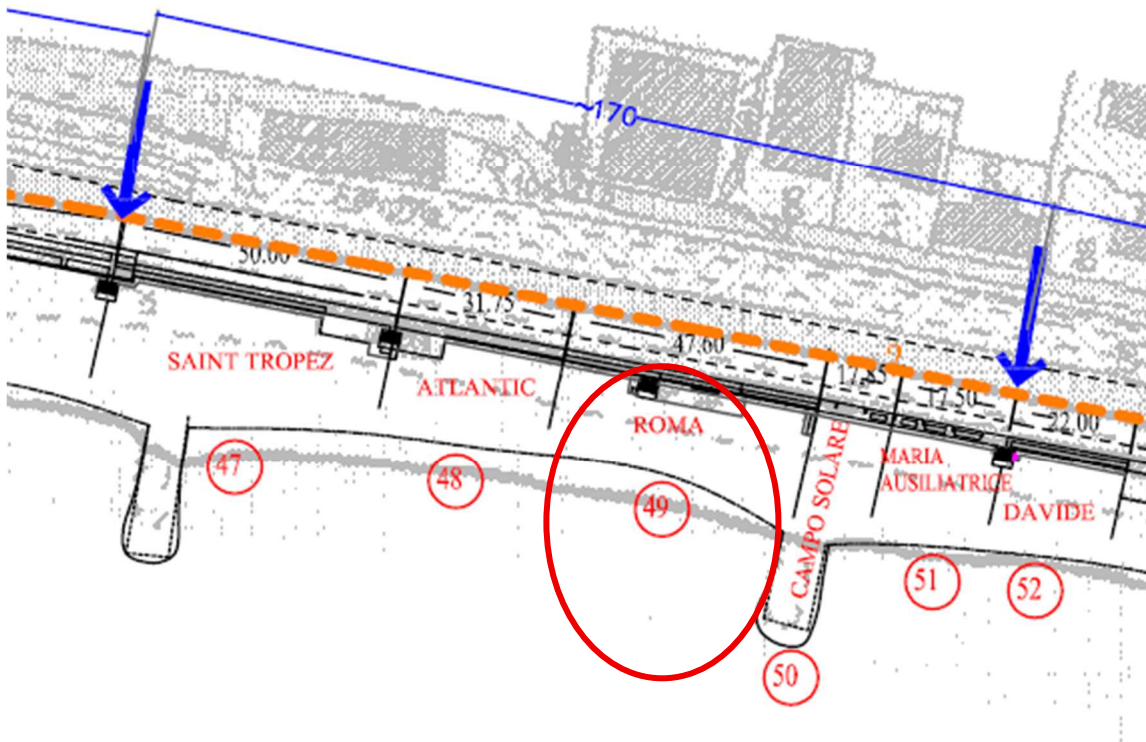 ~170
50.00
31.75
47.60
17.85
17.50
22.00
SAINT TROPEZ
ATLANTIC
ROMA
CAMPO SOLARE
MARIA
AUSILIATRICE
DAVIDE
47
48
49
50
51
52